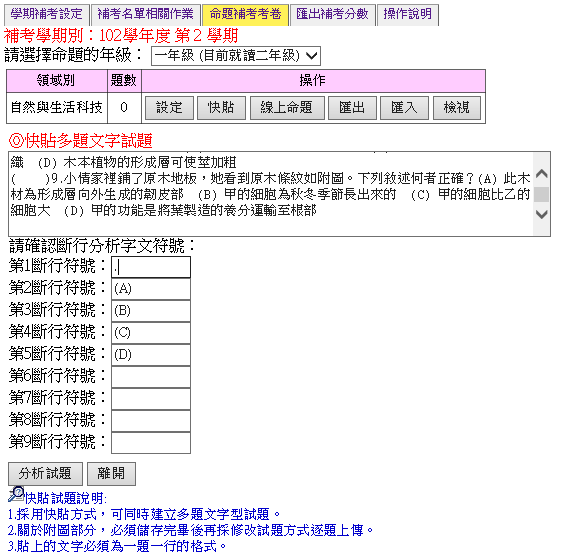 學期補考設定 補考名單相關作業 命題補考考卷 匯出補考分數 操作說明
補考學期別：102學年度 第 2 學期
請選擇命題的年級： 一年級 (目前就讀二年級)
領域別 題數 操作
自然與生活科技 0 設定 快貼 線上命題 匯出 匯入 檢視
◎快貼多題文字試題
織 (D) 木本植物的形成層可使莖加粗
( )9.小倩家裡鋪了原木地板，她看到原木條紋如附圖。下列敘述何者正確？(A) 此木
材為形成層向外生成的韌皮部 (B) 甲的細胞為秋冬季節長出來的 (C) 甲的細胞比乙的
細胞大 (D) 甲的功能是將葉製造的養分運輸至根部
請確認斷行分析字文符號：
第1斷行符號： .
第2斷行符號： (A)
第3斷行符號： (B)
第4斷行符號： (C)
第5斷行符號： (D)
第6斷行符號：
第7斷行符號：
第8斷行符號：
第9斷行符號：
分析試題 離開
快貼試題說明:
1.採用快貼方式，可同時建立多題文字型試題。
2.關於附圖部分，必須儲存完畢後再採修改試題方式逐題上傳。
3.貼上的文字必須為一題一行的格式。